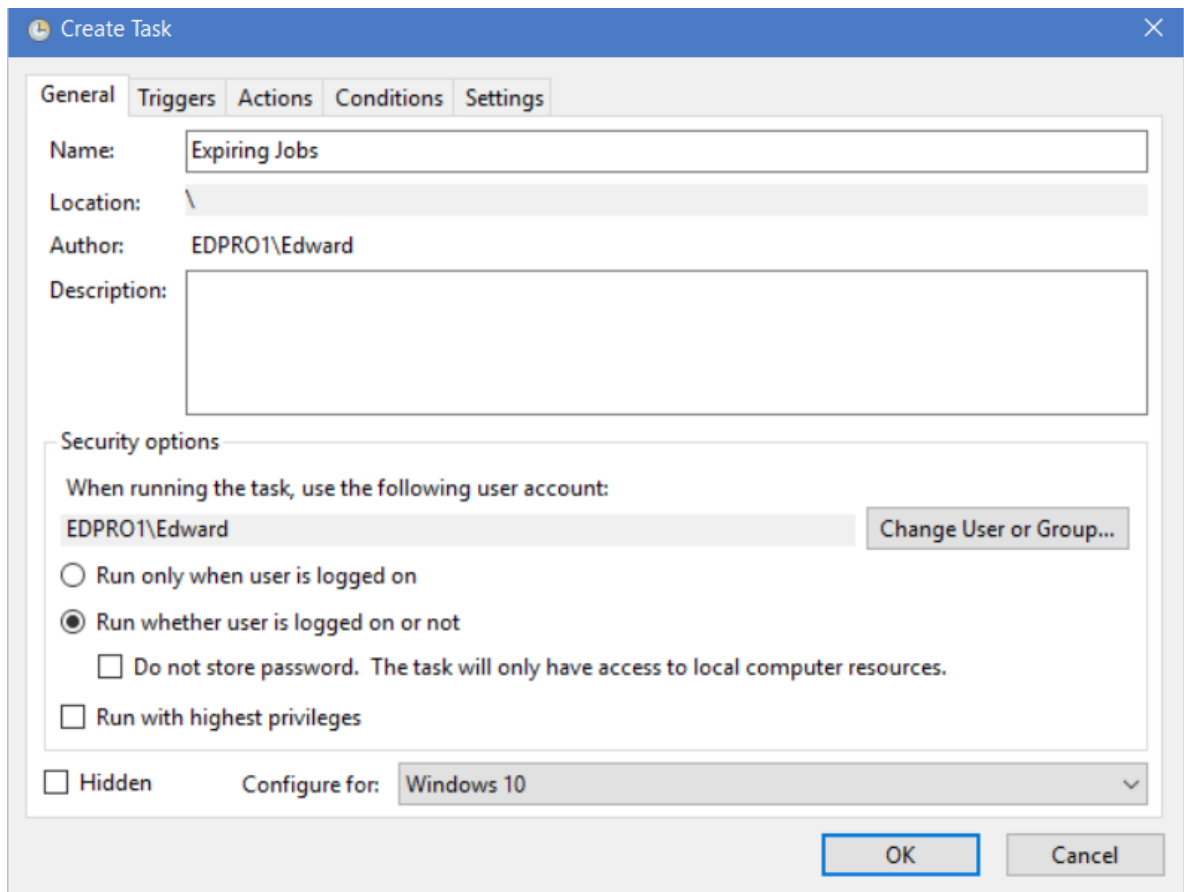 Create Task
General Triggers Actions Conditions Settings
Name: Expiring Jobs
Location: \
Author: EDPRO1\Edward
Description:
Security options
When running the task, use the following user account:
EDPRO1\Edward Change User or Group...
Run only when user is logged on
Run whether user is logged on or not
Do not store password. The task will only have access to local computer resources.
Run with highest privileges
Hidden Configure for: Windows 10
OK Cancel